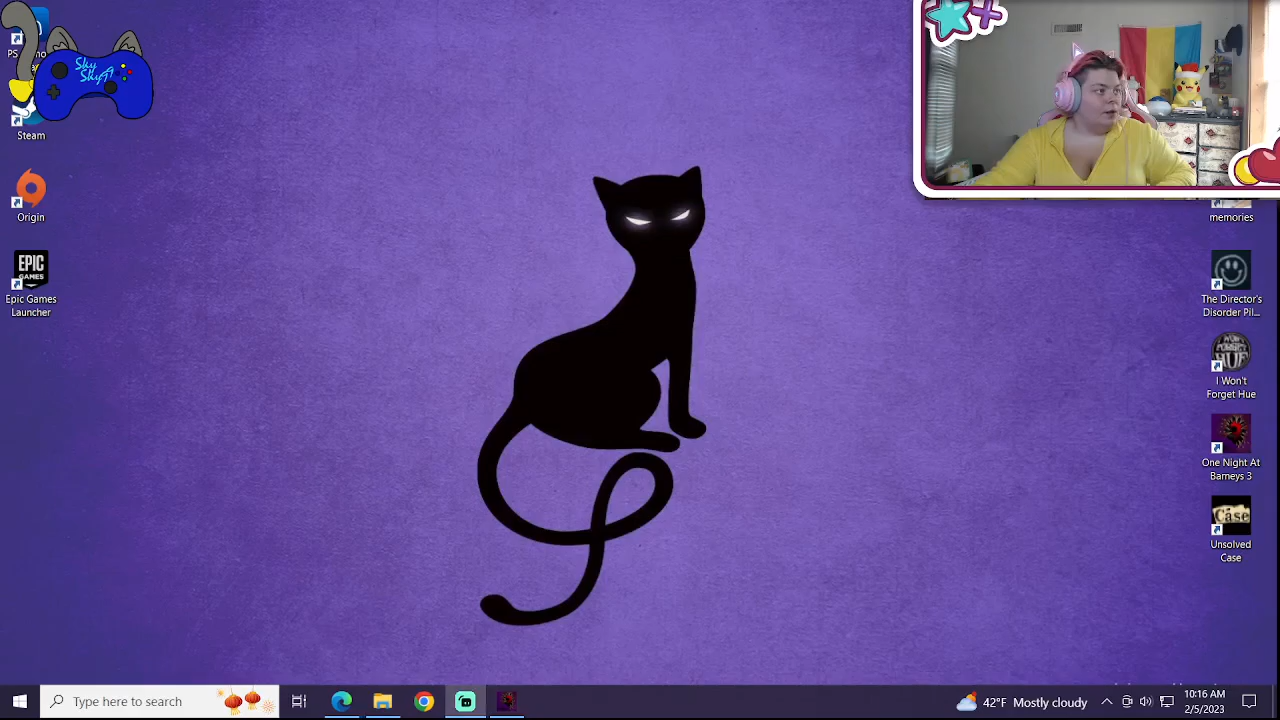 Sky
Sky47
Steam
Origin
EPIC
GAMES
Epic Games
Launcher
memories
The Director's
Disorder Pil...
I Won't
Forget Hue
One Night At
Barneys 3
Case
Unsolved
Case
Type here to search
42°F Mostly cloudy
10:16 AM
2/5/2023